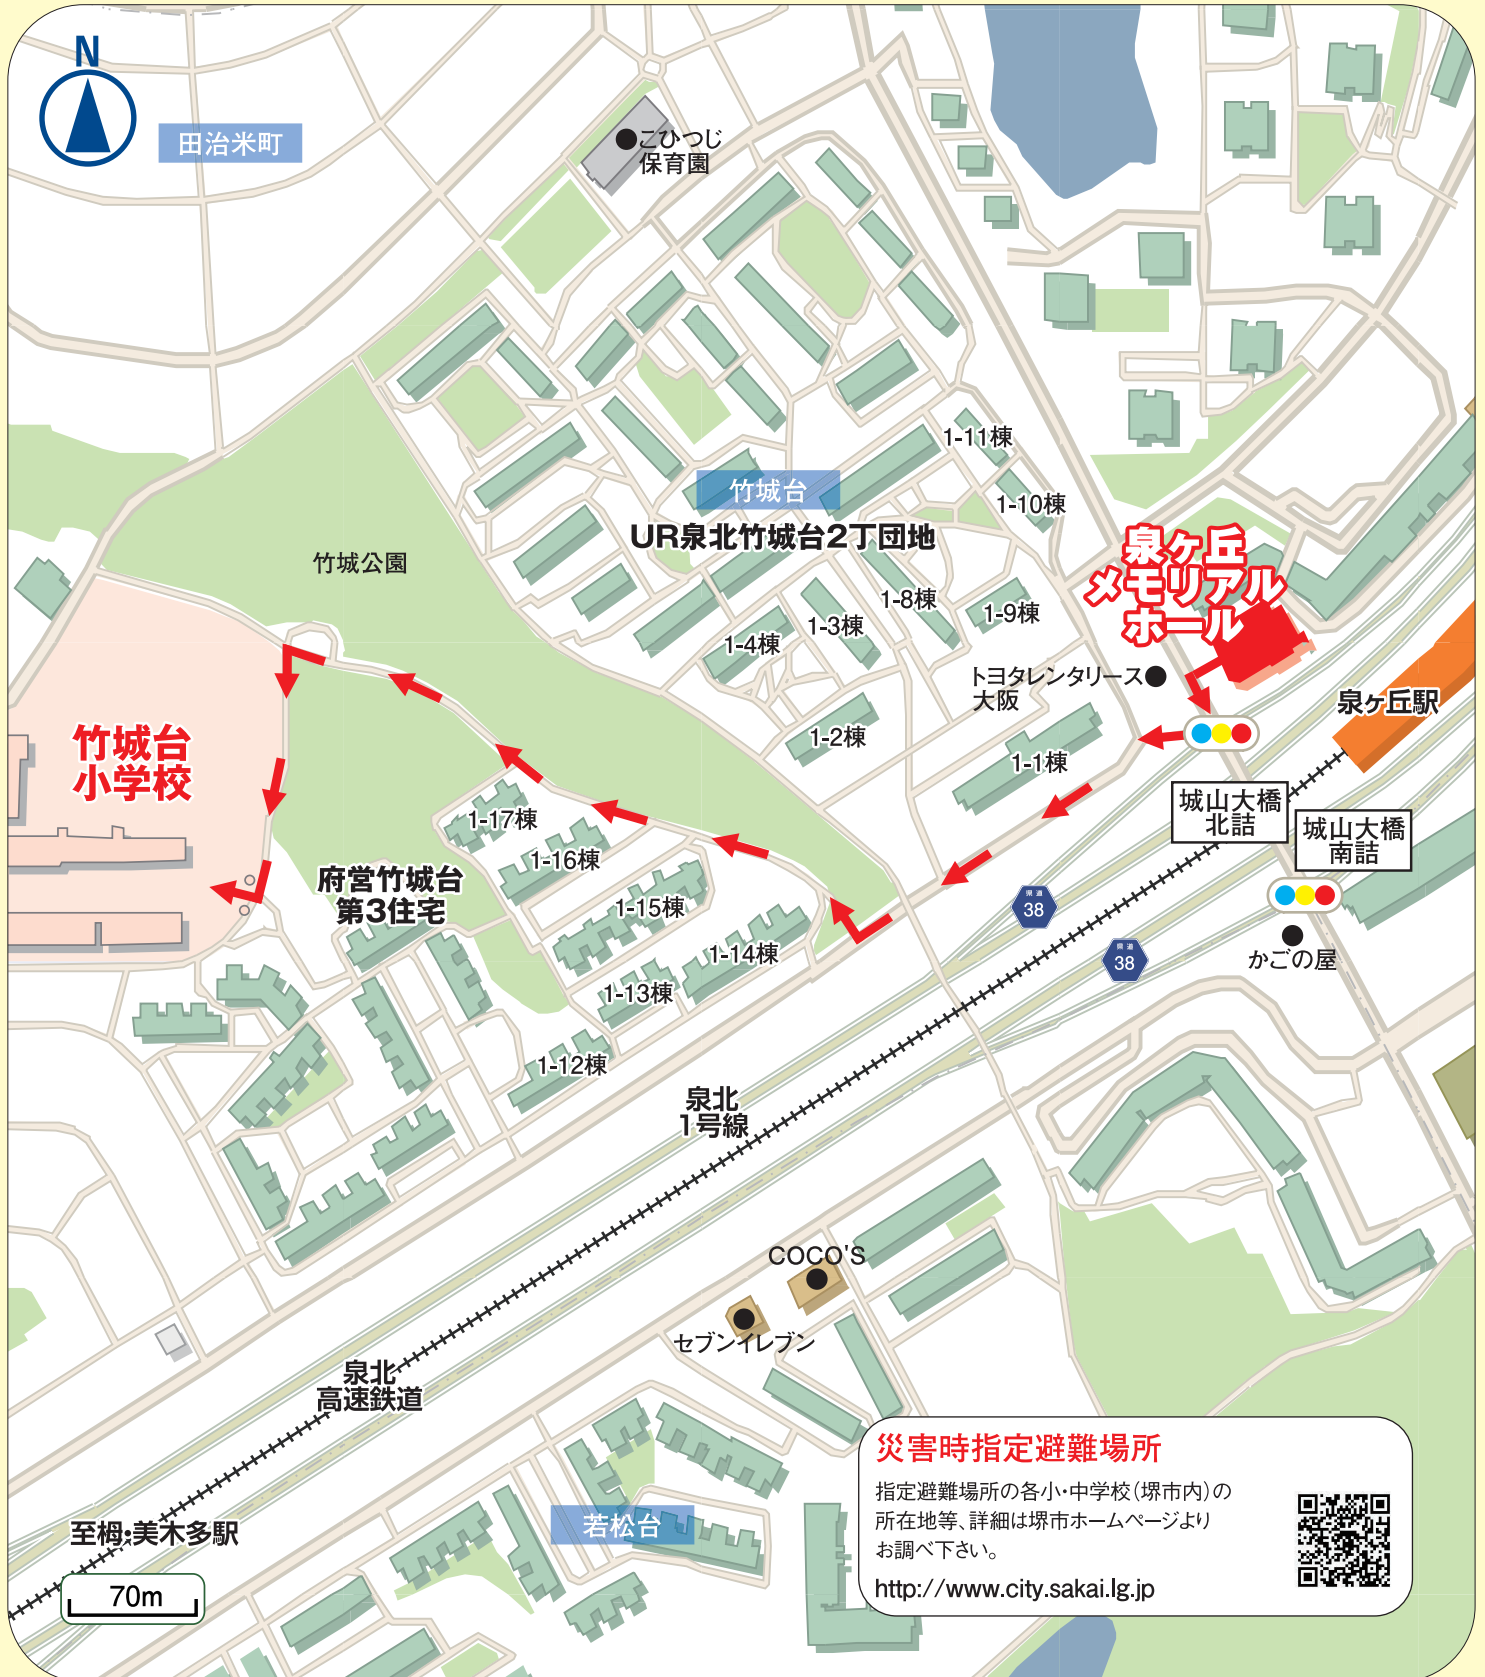 N
田治米町
こひつじ
保育園
1-11棟
竹城台
1-10棟
UR泉北竹城台2丁団地
泉ヶ丘
メモリアル
ホール
竹城公園
1-8棟
1-9棟
1-3棟
1-4棟
トヨタレンタリース
大阪
泉ヶ丘駅
竹城台
小学校
1-2棟
1-1棟
城山大橋
北詰
城山大橋
南詰
1-17棟
1-16棟
府営竹城台
第3住宅
1-15棟
県道
38
1-14棟
県道
38
かごの屋
1-13棟
1-12棟
泉北
1号線
COCO'S
セブンイレブン
泉北
高速鉄道
若松台
至栂・美木多駅
70m
災害時指定避難場所
指定避難場所の各小・中学校(堺市内)の
所在地等、詳細は堺市ホームページより
お調べ下さい。
http://www.city.sakai.lg.jp